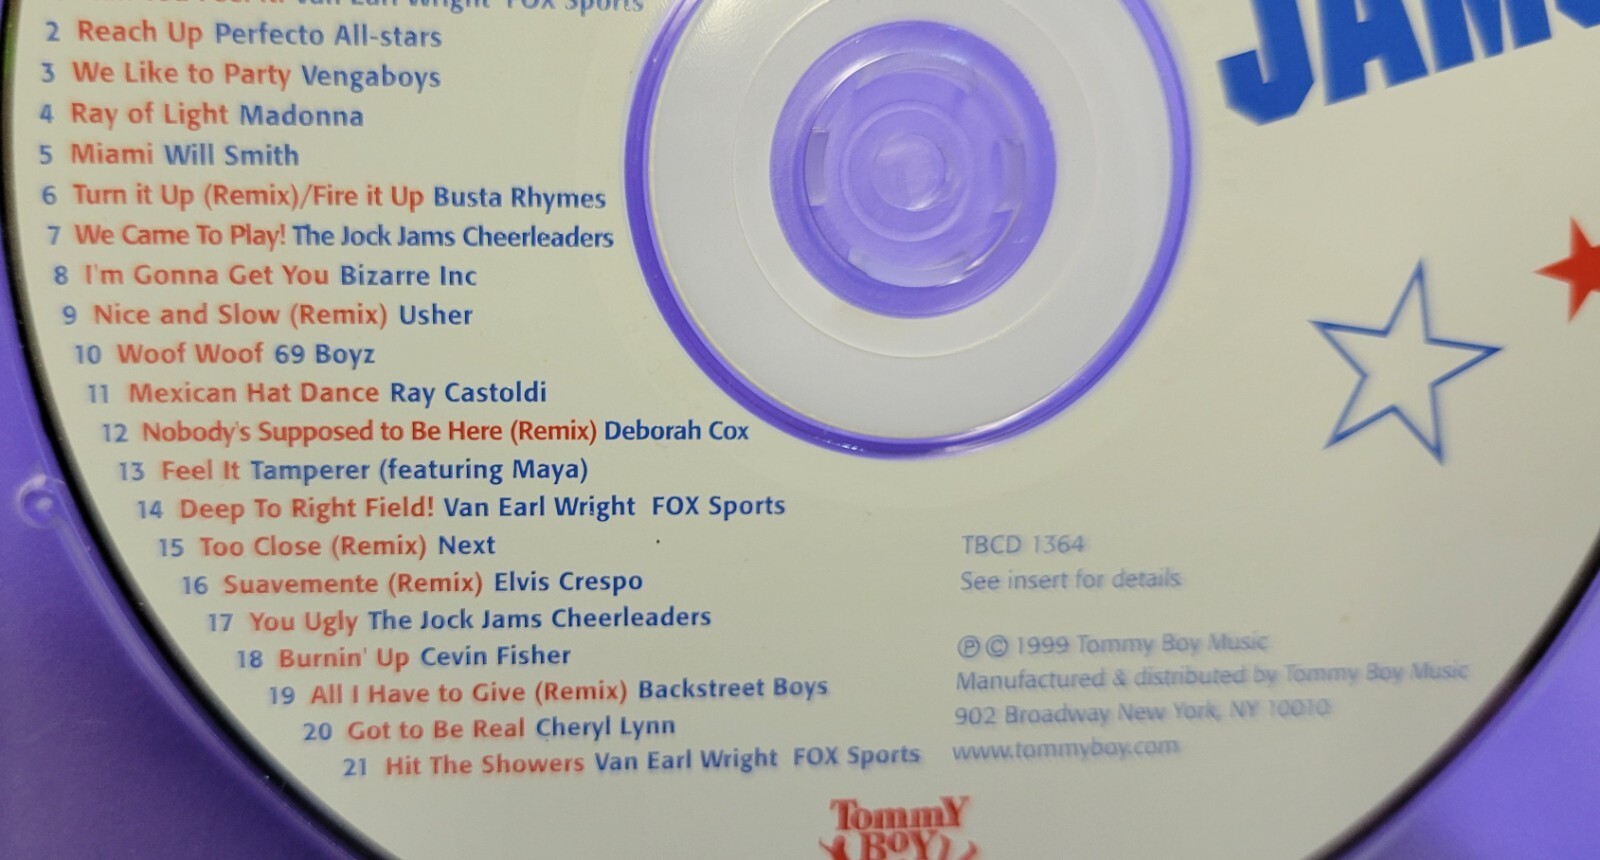 Van Earl Wright FOX Sports
JAMS
2 Reach Up Perfecto All-stars
3 We Like to Party Vengaboys
4 Ray of Light Madonna
5 Miami Will Smith
6 Turn it Up (Remix)/Fire it Up Busta Rhymes
7 We Came To Play! The Jock Jams Cheerleaders
8 I'm Gonna Get You Bizarre Inc
9 Nice and Slow (Remix) Usher
10 Woof Woof 69 Boyz
11 Mexican Hat Dance Ray Castoldi
12 Nobody's Supposed to Be Here (Remix) Deborah Cox
13 Feel It Tamperer (featuring Maya)
14 Deep To Right Field! Van Earl Wright FOX Sports
15 Too Close (Remix) Next
16 Suavemente (Remix) Elvis Crespo
17 You Ugly The Jock Jams Cheerleaders
18 Burnin' Up Cevin Fisher
19 All I Have to Give (Remix) Backstreet Boys
20 Got to Be Real Cheryl Lynn
21 Hit The Showers Van Earl Wright FOX Sports
TBCD 1364
See insert for details
℗ © 1999 Tommy Boy Music
Manufactured & distributed by Tommy Boy Music
902 Broadway New York, NY 10010
www.tommyboy.com
Tommy
BOY